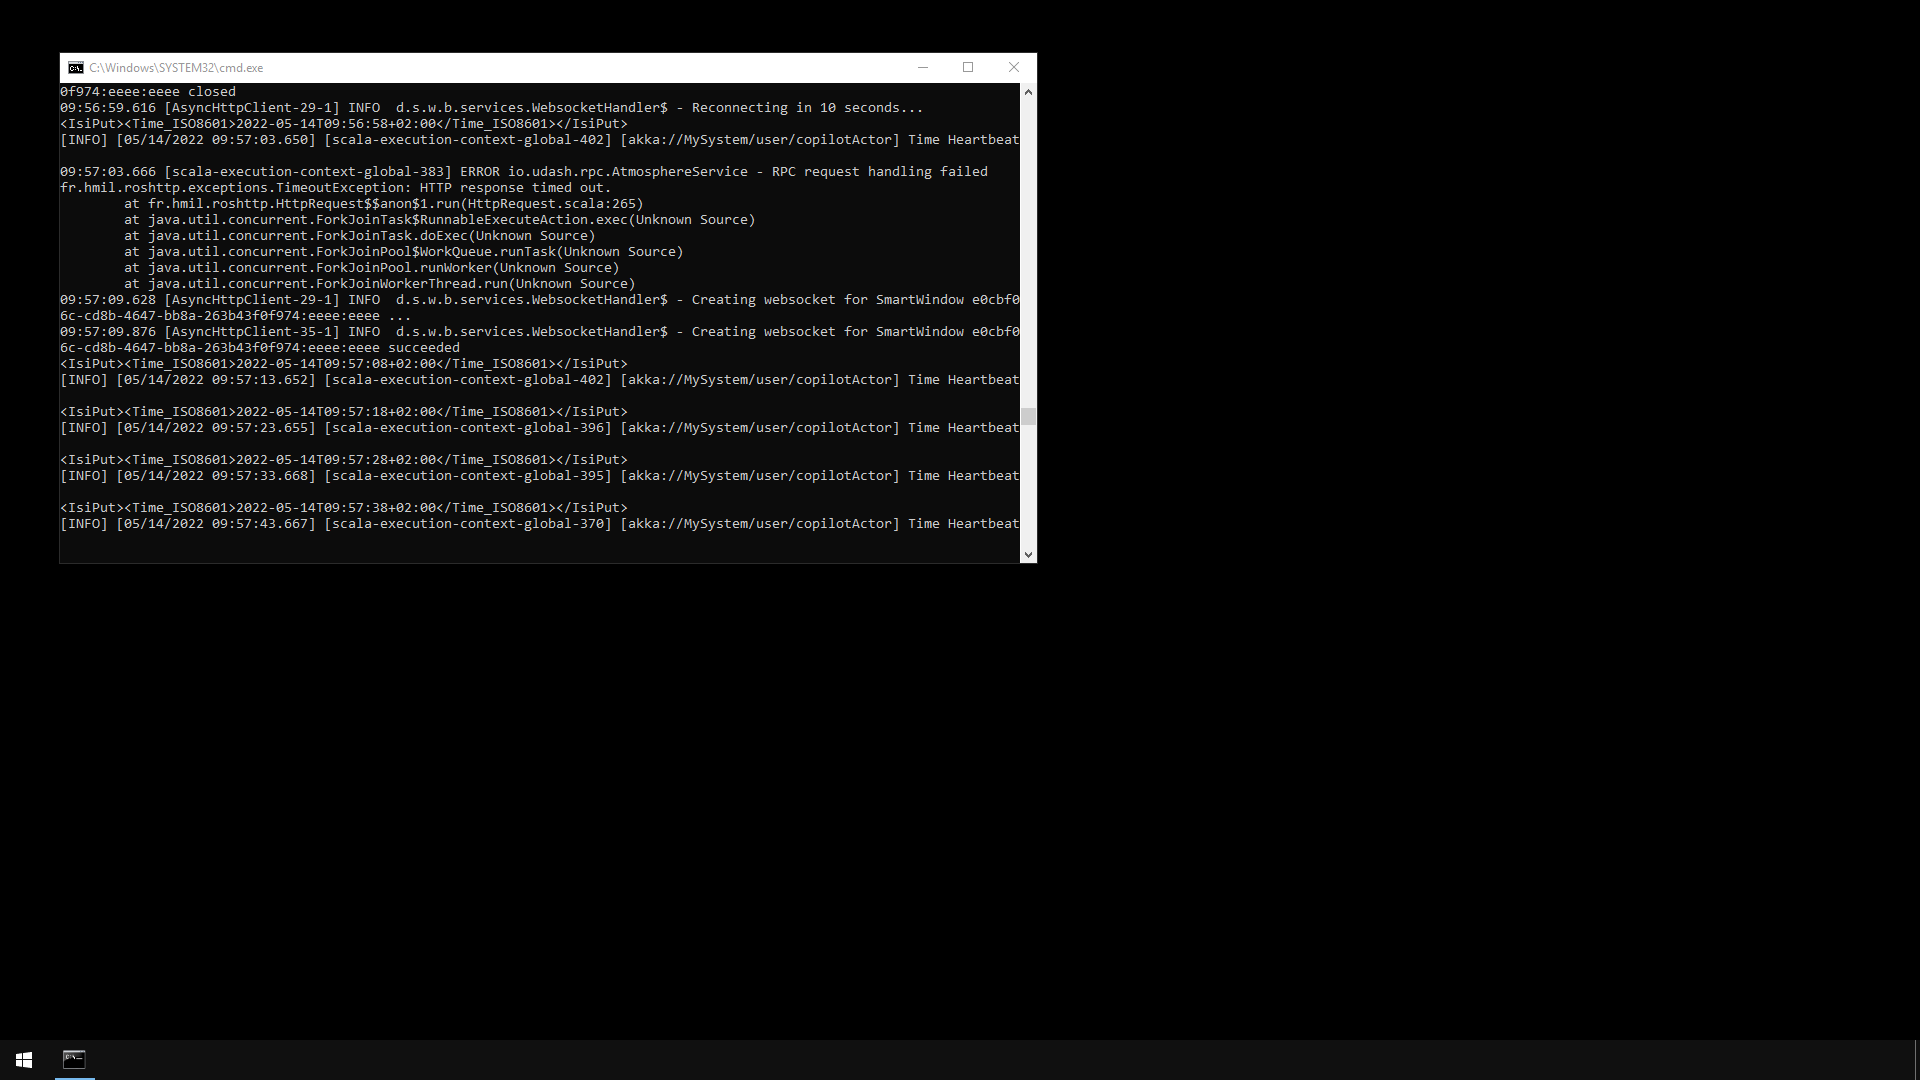 C:\Windows\SYSTEM32\cmd.exe
0f974:eeee:eeee closed
09:56:59.616 [AsyncHttpClient-29-1] INFO  d.s.w.b.services.WebsocketHandler$ - Reconnecting in 10 seconds...
<IsiPut><Time_ISO8601>2022-05-14T09:56:58+02:00</Time_ISO8601></IsiPut>
[INFO] [05/14/2022 09:57:03.650] [scala-execution-context-global-402] [akka://MySystem/user/copilotActor] Time Heartbeat
09:57:03.666 [scala-execution-context-global-383] ERROR io.udash.rpc.AtmosphereService - RPC request handling failed
fr.hmil.roshttp.exceptions.TimeoutException: HTTP response timed out.
        at fr.hmil.roshttp.HttpRequest$$anon$1.run(HttpRequest.scala:265)
        at java.util.concurrent.ForkJoinTask$RunnableExecuteAction.exec(Unknown Source)
        at java.util.concurrent.ForkJoinTask.doExec(Unknown Source)
        at java.util.concurrent.ForkJoinPool$WorkQueue.runTask(Unknown Source)
        at java.util.concurrent.ForkJoinPool.runWorker(Unknown Source)
        at java.util.concurrent.ForkJoinWorkerThread.run(Unknown Source)
09:57:09.628 [AsyncHttpClient-29-1] INFO  d.s.w.b.services.WebsocketHandler$ - Creating websocket for SmartWindow e0cbf0
6c-cd8b-4647-bb8a-263b43f0f974:eeee:eeee ...
09:57:09.876 [AsyncHttpClient-35-1] INFO  d.s.w.b.services.WebsocketHandler$ - Creating websocket for SmartWindow e0cbf0
6c-cd8b-4647-bb8a-263b43f0f974:eeee:eeee succeeded
<IsiPut><Time_ISO8601>2022-05-14T09:57:08+02:00</Time_ISO8601></IsiPut>
[INFO] [05/14/2022 09:57:13.652] [scala-execution-context-global-402] [akka://MySystem/user/copilotActor] Time Heartbeat
<IsiPut><Time_ISO8601>2022-05-14T09:57:18+02:00</Time_ISO8601></IsiPut>
[INFO] [05/14/2022 09:57:23.655] [scala-execution-context-global-396] [akka://MySystem/user/copilotActor] Time Heartbeat
<IsiPut><Time_ISO8601>2022-05-14T09:57:28+02:00</Time_ISO8601></IsiPut>
[INFO] [05/14/2022 09:57:33.668] [scala-execution-context-global-395] [akka://MySystem/user/copilotActor] Time Heartbeat
<IsiPut><Time_ISO8601>2022-05-14T09:57:38+02:00</Time_ISO8601></IsiPut>
[INFO] [05/14/2022 09:57:43.667] [scala-execution-context-global-370] [akka://MySystem/user/copilotActor] Time Heartbeat